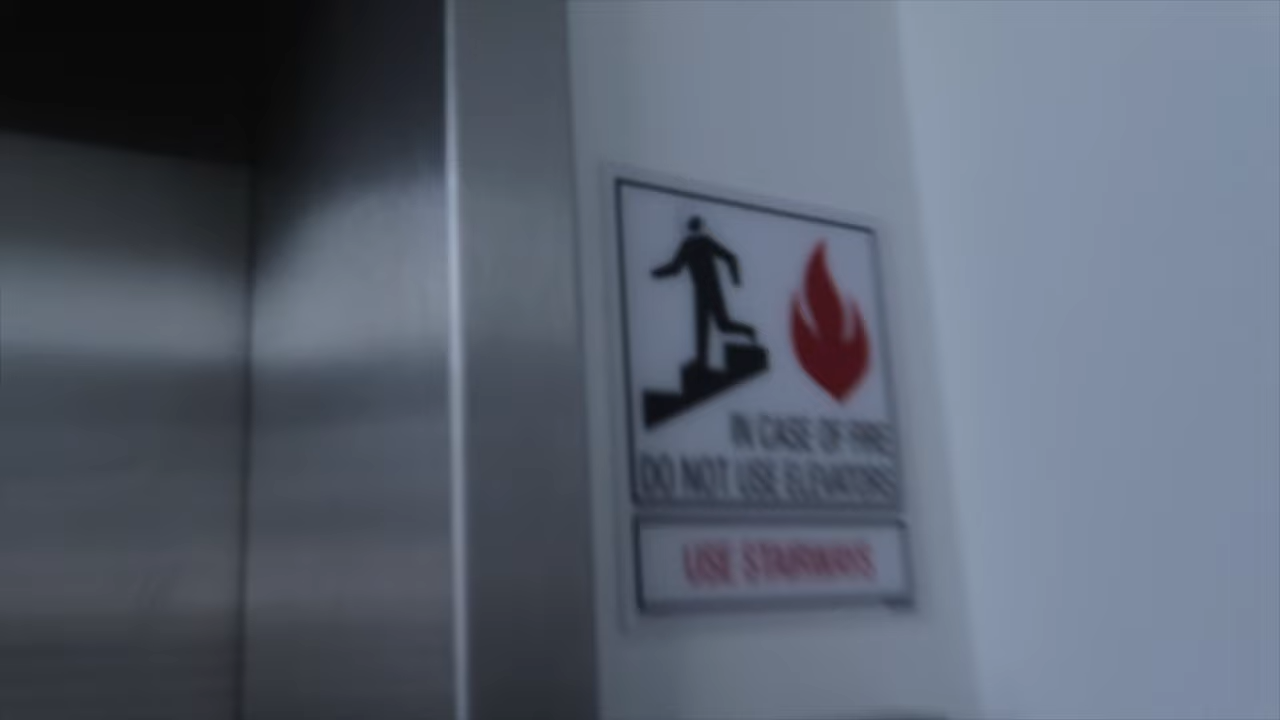 IN CASE OF FIRE
DO NOT USE ELEVATORS
USE STAIRWAYS